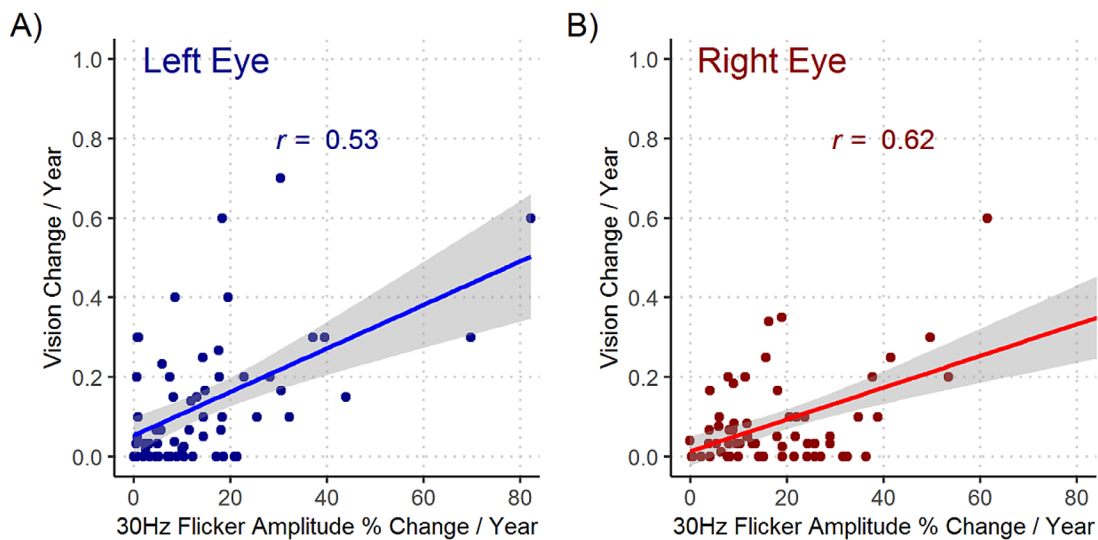 A)
Left Eye
r = 0.53
Vision Change / Year
1.0
0.8
0.6
0.4
0.2
0.0
0 20 40 60 80
30Hz Flicker Amplitude % Change / Year
B)
Right Eye
r = 0.62
Vision Change / Year
1.0
0.8
0.6
0.4
0.2
0.0
0 20 40 60 80
30Hz Flicker Amplitude % Change / Year